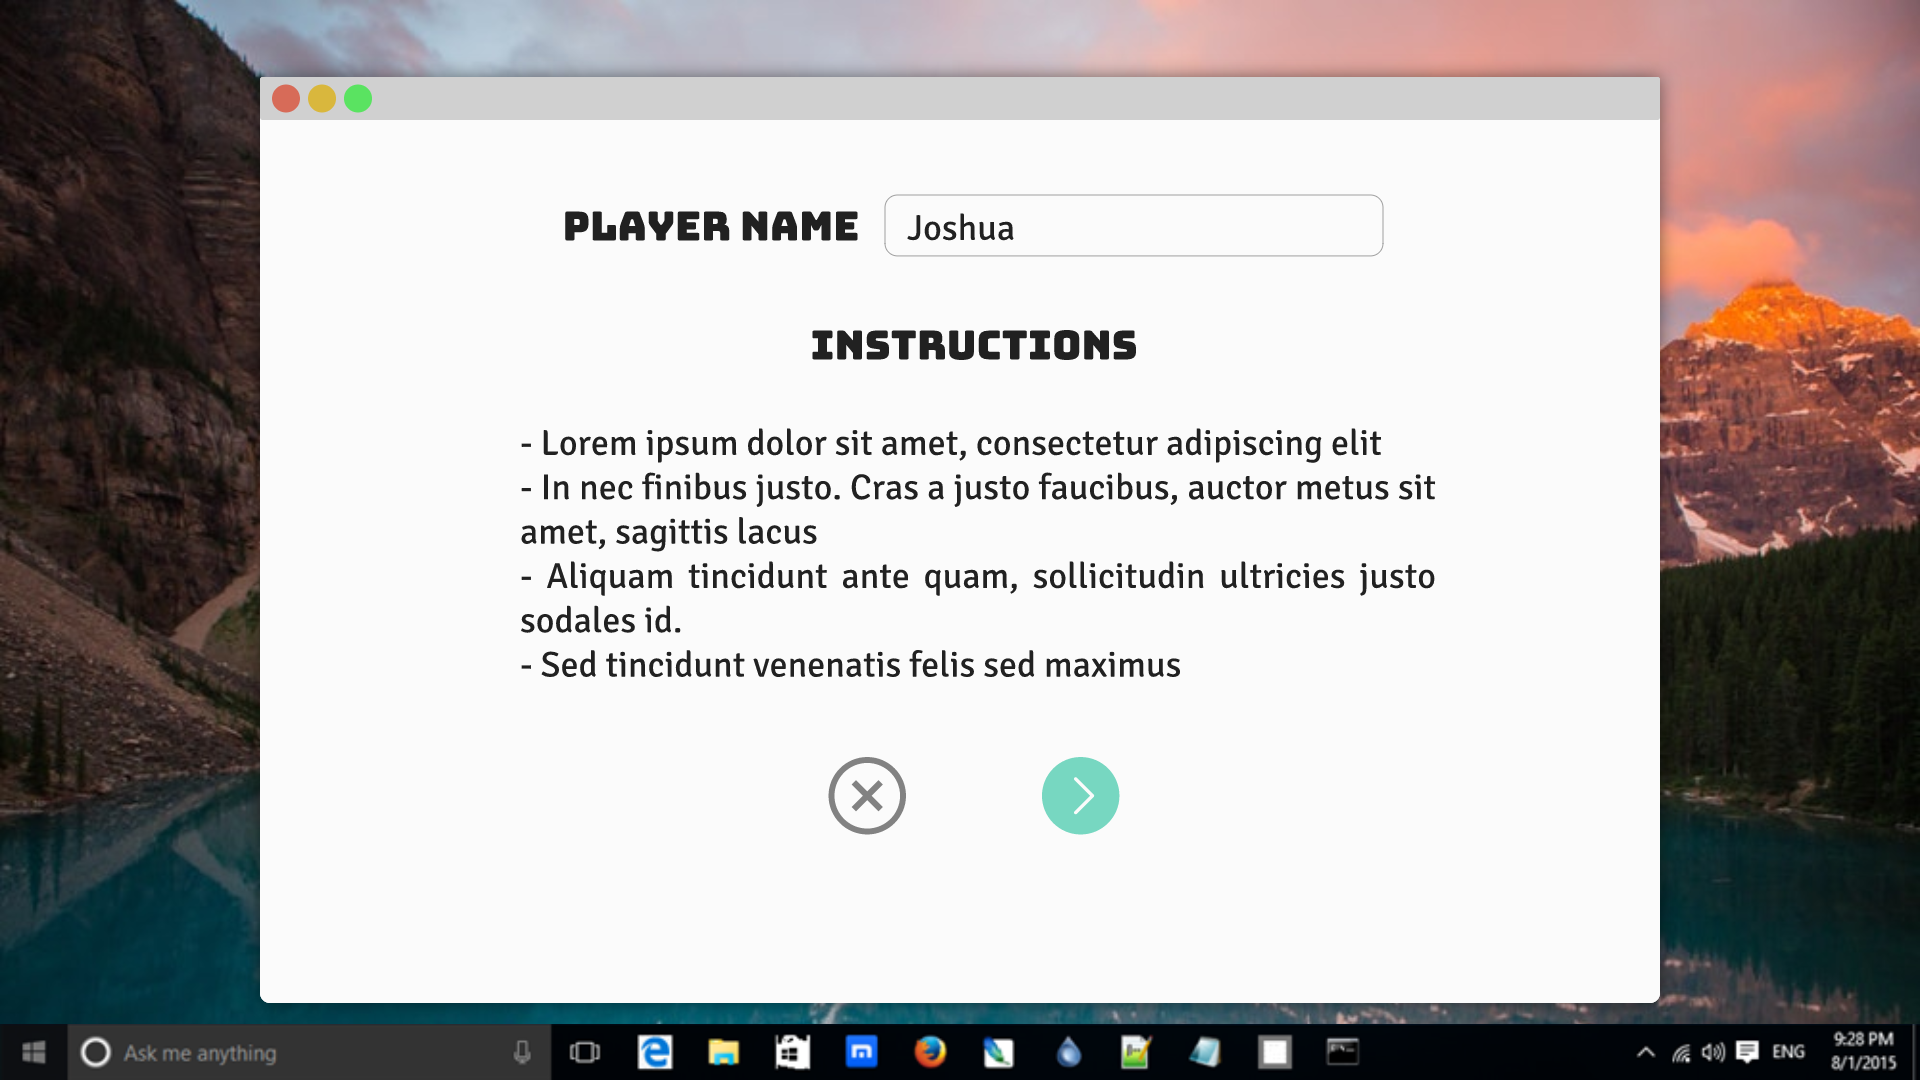 PLAYER NAME Joshua
INSTRUCTIONS
- Lorem ipsum dolor sit amet, consectetur adipiscing elit
- In nec finibus justo. Cras a justo faucibus, auctor metus sit
amet, sagittis lacus
- Aliquam tincidunt ante quam, sollicitudin ultricies justo
sodales id.
- Sed tincidunt venenatis felis sed maximus
Ask me anything
ENG
9:28 PM
8/1/2015